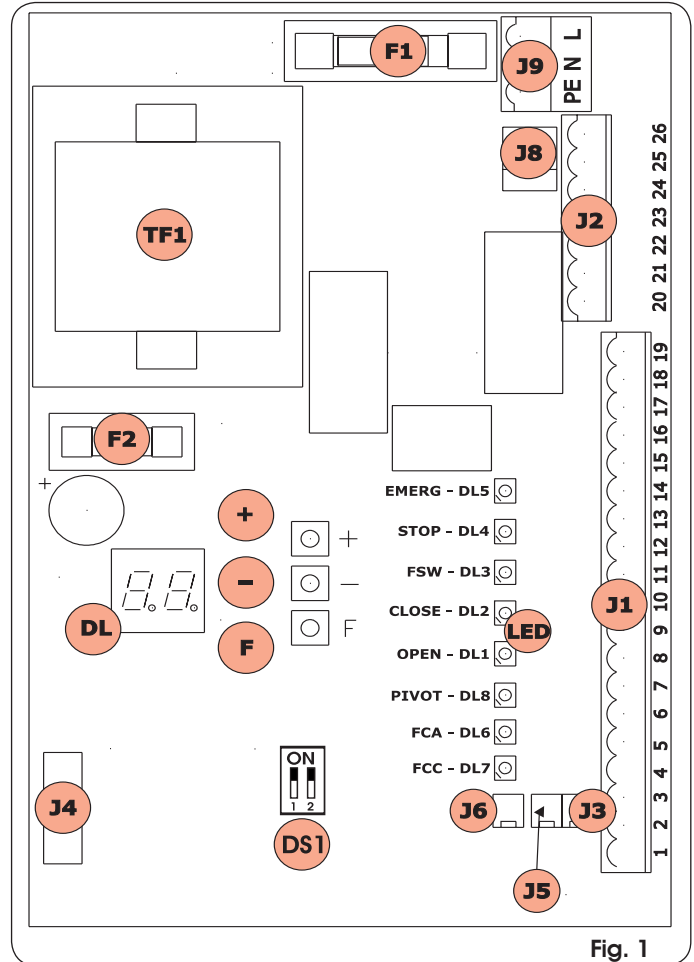 F1
J9
PE N L
J8
J2
20 21 22 23 24 25 26
TF1
F2
+
+
+
-
-
F
F
DL
8.8.
EMERG - DL5
STOP - DL4
FSW - DL3
CLOSE - DL2
LED
OPEN - DL1
PIVOT - DL8
FCA - DL6
FCC - DL7
J1
1 2 3 4 5 6 7 8 9 10 11 12 13 14 15 16 17 18 19
J4
ON
1 2
DS1
J6
J3
J5
Fig. 1